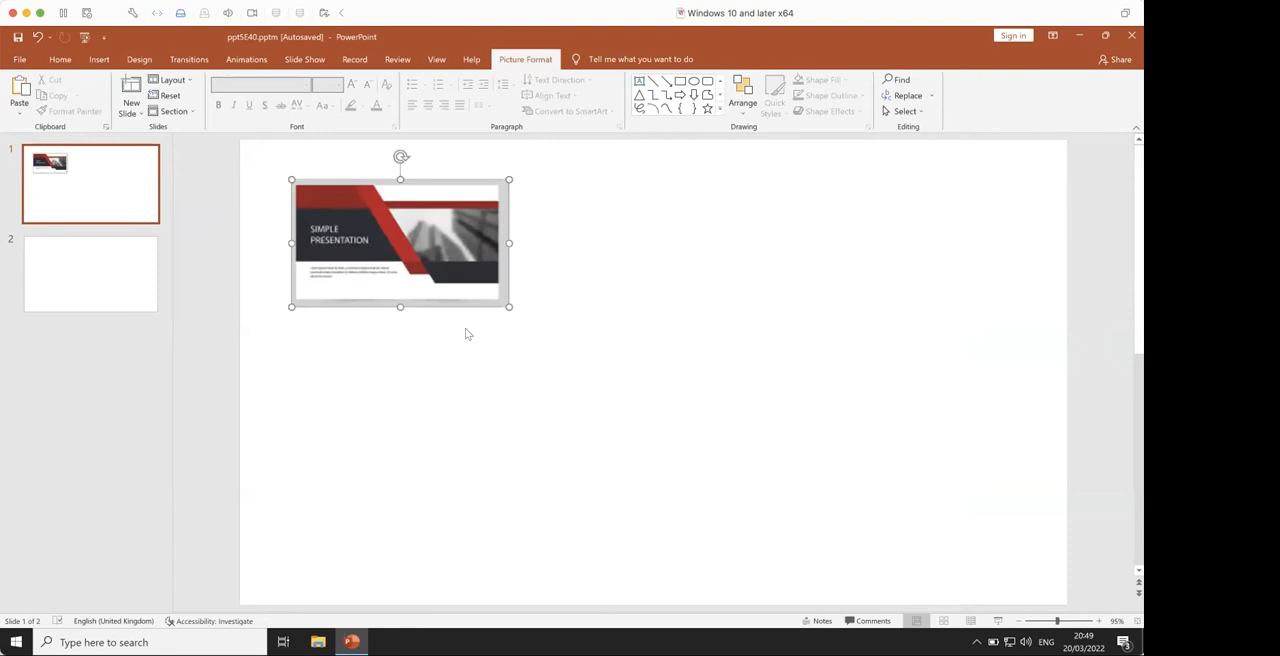 Windows 10 and later x64
ppt5E40.pptm [Autosaved] - PowerPoint
Sign in
File Home Insert Design Transitions Animations Slide Show Record Review View Help Picture Format Tell me what you want to do Share
Paste
Cut
Copy
Format Painter
Clipboard
New
Slide
Layout
Reset
Section
Slides
B I U S ab AV Aa A
Font
Text Direction
Align Text
Convert to SmartArt
Paragraph
Arrange
Quick
Styles
Shape Fill
Shape Outline
Shape Effects
Drawing
Find
Replace
Select
Editing
1
2
SIMPLE
PRESENTATION
Slide 1 of 2 English (United Kingdom) Accessibility: Investigate Notes Comments 95%
Type here to search
ENG
20:49
20/03/2022
3